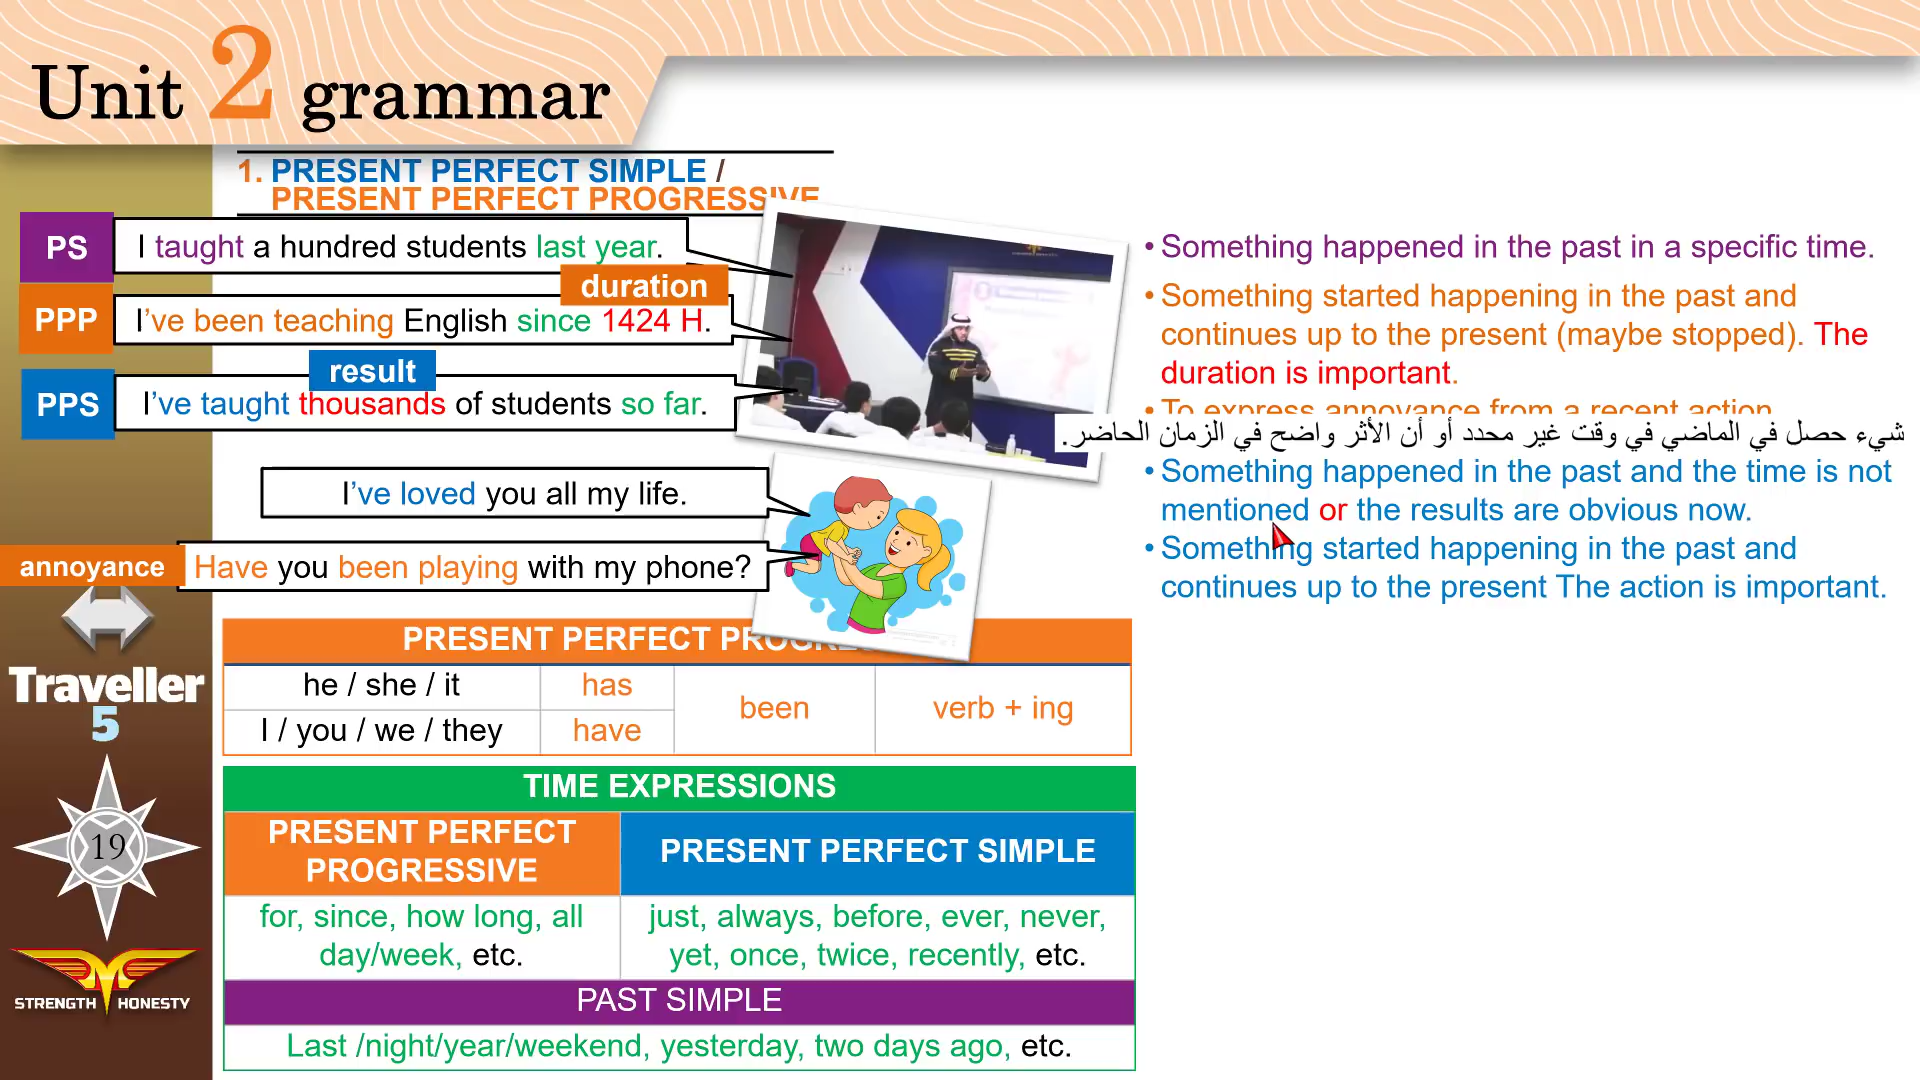 Unit 2 grammar
1. PRESENT PERFECT SIMPLE /
PRESENT PERFECT PROGRESSIVE
PS
I taught a hundred students last year.
duration
PPP
I've been teaching English since 1424 H.
result
PPS
I've taught thousands of students so far.
I've loved you all my life.
annoyance
Have you been playing with my phone?
• Something happened in the past in a specific time.
• Something started happening in the past and
continues up to the present (maybe stopped). The
duration is important.
• To express annoyance from a recent action
شيء حصل في الماضي في وقت غير محدد أو أن الأثر واضح في الزمان الحاضر.
• Something happened in the past and the time is not
mentioned or the results are obvious now.
• Something started happening in the past and
continues up to the present The action is important.
Traveller
5
19
STRENGTH HONESTY
PRESENT PERFECT PROGRE
he / she / it has
been verb + ing
I / you / we / they have
TIME EXPRESSIONS
PRESENT PERFECT
PROGRESSIVE
PRESENT PERFECT SIMPLE
for, since, how long, all
day/week, etc.
just, always, before, ever, never,
yet, once, twice, recently, etc.
PAST SIMPLE
Last /night/year/weekend, yesterday, two days ago, etc.